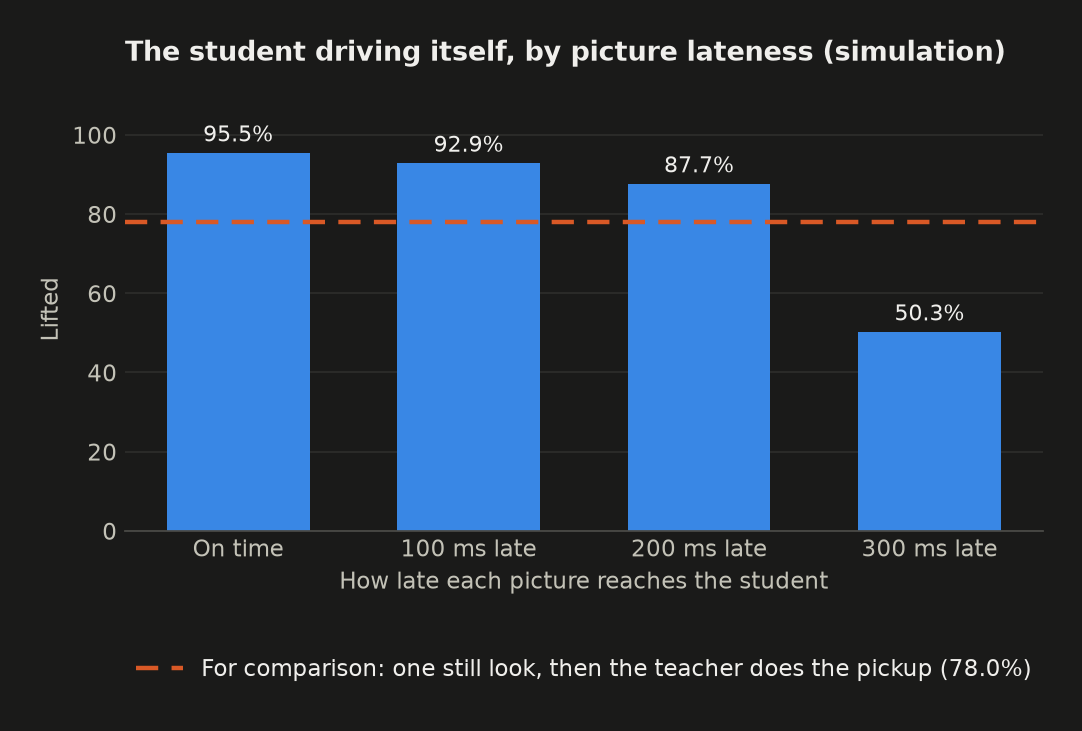 The student driving itself, by picture lateness (simulation)
Lifted
100
80
60
40
20
0
95.5%
92.9%
87.7%
50.3%
On time
100 ms late
200 ms late
300 ms late
How late each picture reaches the student
For comparison: one still look, then the teacher does the pickup (78.0%)